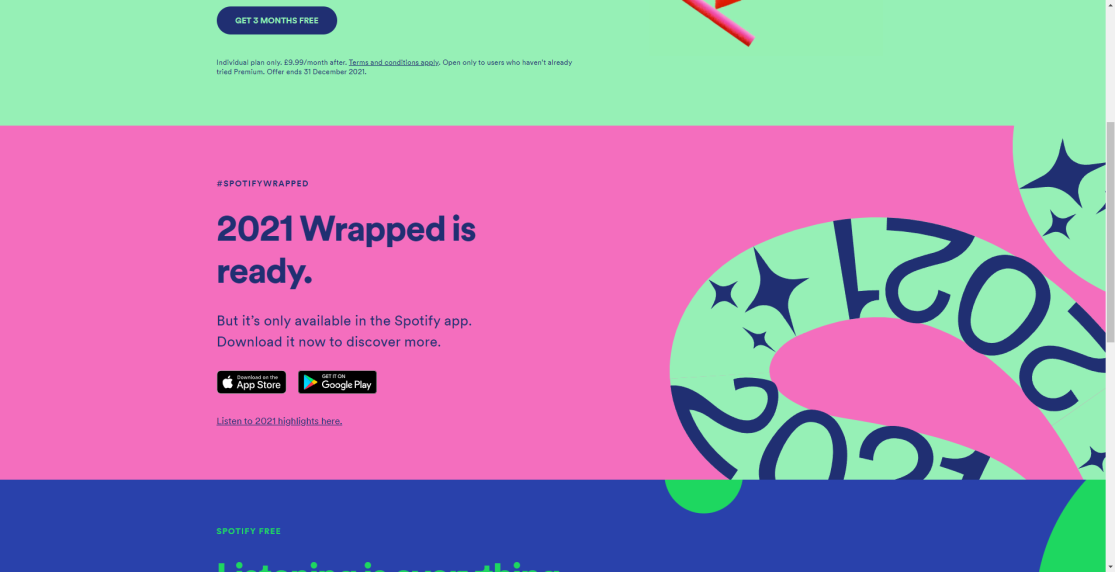 GET 3 MONTHS FREE
Individual plan only. £9.99/month after. Terms and conditions apply. Open only to users who haven't already
tried Premium. Offer ends 31 December 2021.
#SPOTIFYWRAPPED
2021 Wrapped is
ready.
But it's only available in the Spotify app.
Download it now to discover more.
Download on the
App Store
GET IT ON
Google Play
Listen to 2021 highlights here.
2021
2021
SPOTIFY FREE
Listening is everything